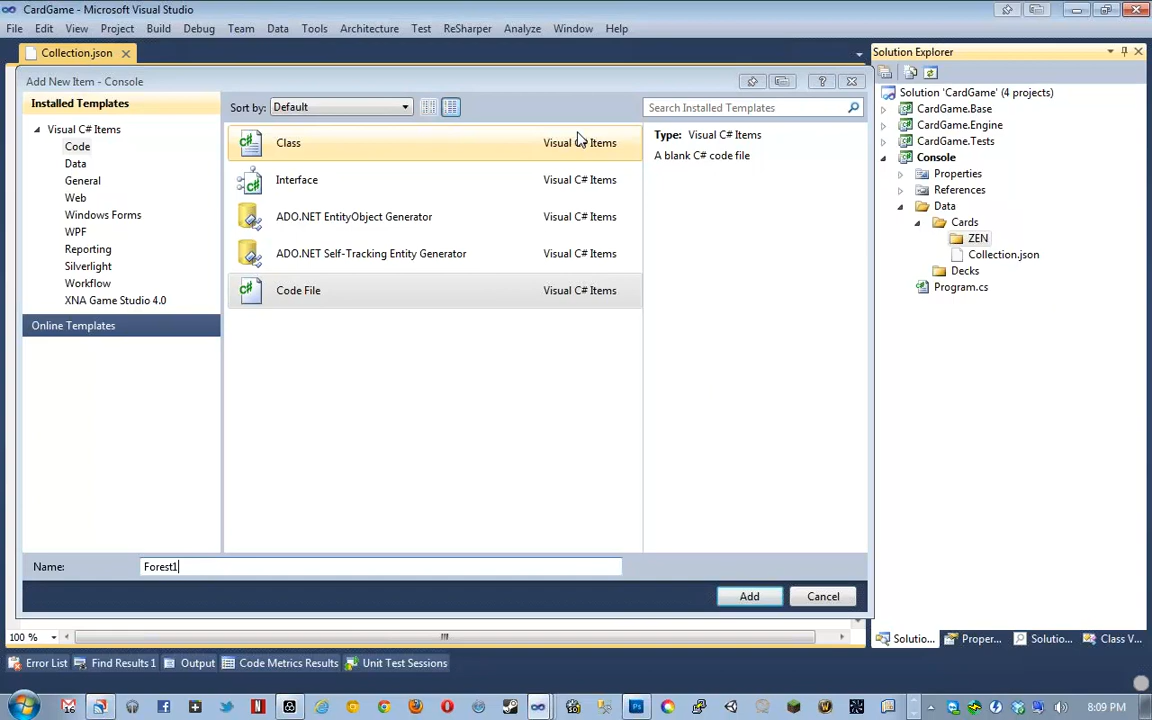 CardGame - Microsoft Visual Studio
File Edit View Project Build Debug Team Data Tools Architecture Test ReSharper Analyze Window Help
Collection.json
Solution Explorer
Add New Item - Console
Installed Templates
Sort by: Default
Search Installed Templates
Visual C# Items
Code
Data
General
Web
Windows Forms
WPF
Reporting
Silverlight
Workflow
XNA Game Studio 4.0
Online Templates
Class Visual C# Items
Interface Visual C# Items
ADO.NET EntityObject Generator Visual C# Items
ADO.NET Self-Tracking Entity Generator Visual C# Items
Code File Visual C# Items
Type: Visual C# Items
A blank C# code file
Solution 'CardGame' (4 projects)
CardGame.Base
CardGame.Engine
CardGame.Tests
Console
Properties
References
Data
Cards
ZEN
Collection.json
Decks
Program.cs
Name: Forest1
Add Cancel
100 %
Solutio... Proper... Solutio... Class V...
Error List Find Results 1 Output Code Metrics Results Unit Test Sessions
8:09 PM